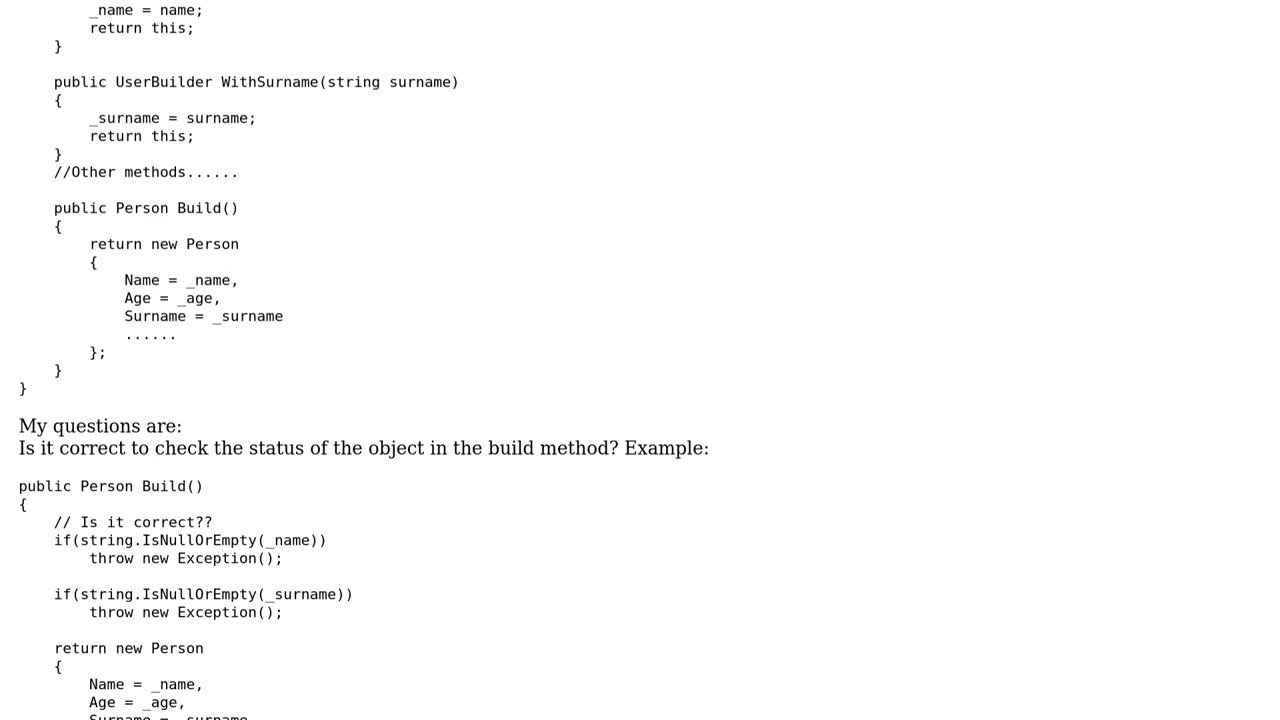 _name = name;
return this;
}
public UserBuilder WithSurname(string surname)
{
_surname = surname;
return this;
}
//Other methods......
public Person Build()
{
return new Person
{
Name = _name,
Age = _age,
Surname = _surname
......
};
}
}
My questions are:
Is it correct to check the status of the object in the build method? Example:
public Person Build()
{
// Is it correct??
if(string.IsNullOrEmpty(_name))
throw new Exception();
if(string.IsNullOrEmpty(_surname))
throw new Exception();
return new Person
{
Name = _name,
Age = _age,
Surname = _surname